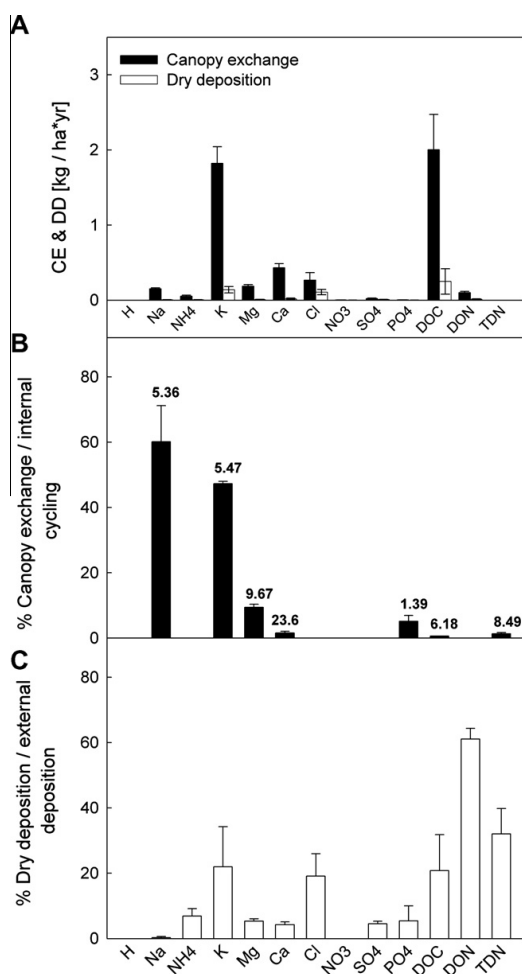 A
Canopy exchange
Dry deposition
CE & DD [kg / ha*yr]
3
2
1
0
H Na NH4 K Mg Ca Cl NO3 SO4 PO4 DOC DON TDN
B
% Canopy exchange / internal
cycling
80
60
40
20
0
5.36
5.47
9.67
23.6
1.39
6.18
8.49
C
% Dry deposition / external
deposition
80
60
40
20
0
H Na NH4 K Mg Ca Cl NO3 SO4 PO4 DOC DON TDN